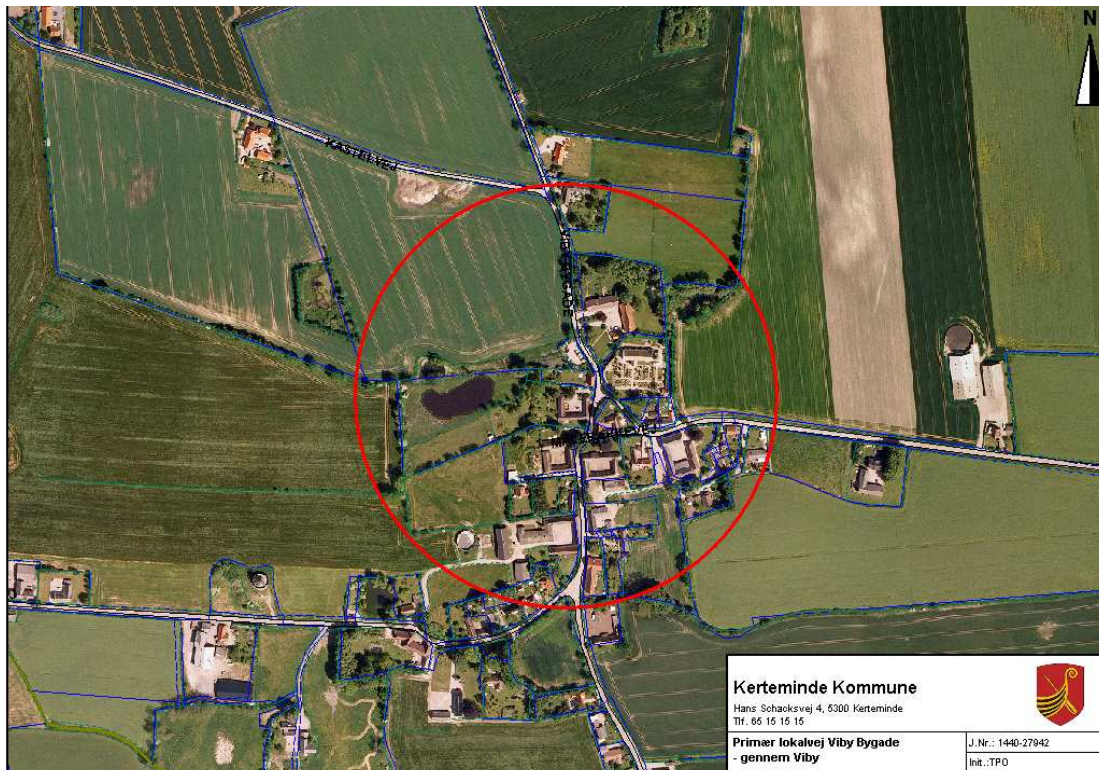 N
Kerteminde Kommune
Hans Schacksvej 4, 5300 Kerteminde
Tlf. 65 15 15 15
Primær lokalvej Viby Bygade
- gennem Viby
J.Nr.: 1440-27942
Init.:TPO